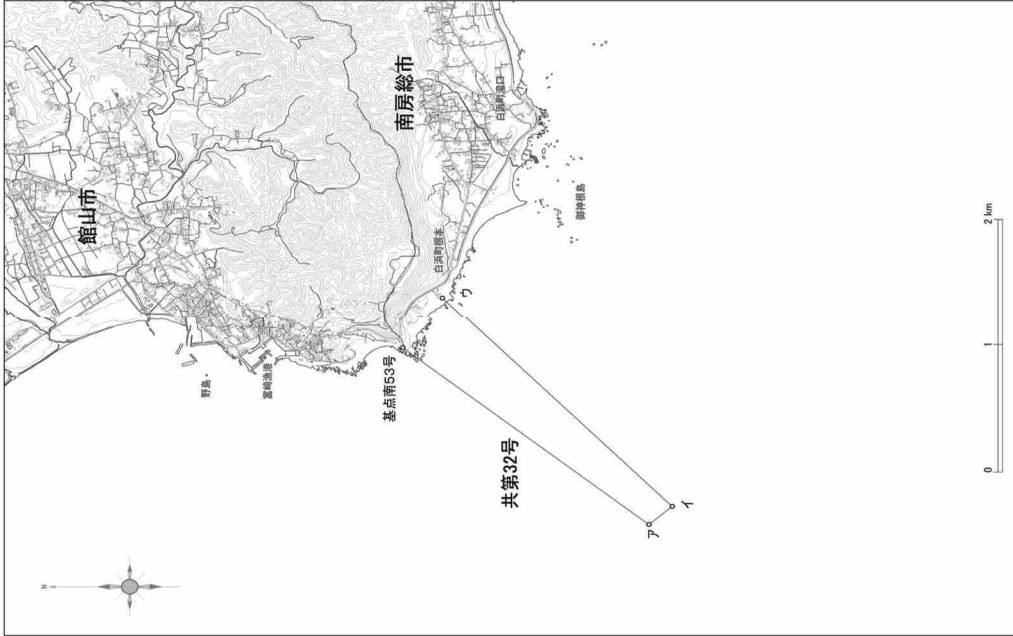 館山市
南房総市
白浜町滝口
御神根島
白浜町根本
ウ
野島
富崎漁港
基点南53号
共第32号
ア
イ
N
0
1
2 km